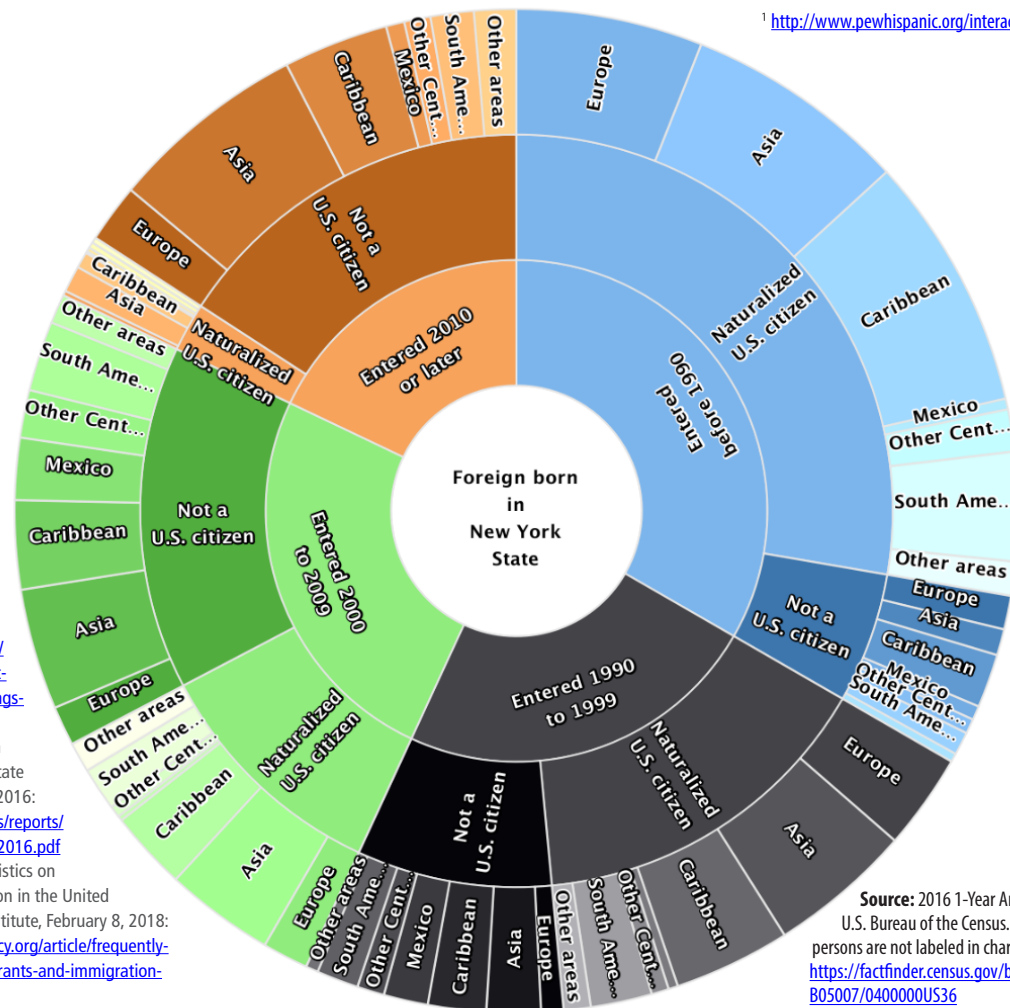 ¹ http://www.pewhispanic.org/interac
Foreign born
in
New York
State
Entered
before 1990
Naturalized
U.S. citizen
Europe
Asia
Caribbean
Mexico
Other Cent...
South Ame...
Other areas
Not a
U.S. citizen
Europe
Asia
Caribbean
Mexico
Other Cent...
South Ame...
Entered 1990
to 1999
Naturalized
U.S. citizen
Europe
Asia
Caribbean
Other Cent...
South Ame...
Other areas
Not a
U.S. citizen
Europe
Asia
Caribbean
Mexico
Other Cent...
South Ame...
Other areas
Entered 2000
to 2009
Naturalized
U.S. citizen
Europe
Asia
Caribbean
Other Cent...
South Ame...
Other areas
Not a
U.S. citizen
Europe
Asia
Caribbean
Mexico
Other Cent...
South Ame...
Other areas
Entered 2010
or later
Naturalized
U.S. citizen
Asia
Caribbean
Not a
U.S. citizen
Europe
Asia
Caribbean
Mexico
Other Cent...
South Ame...
Other areas
/
t-
ngs-
tate
2016:
s/reports/
2016.pdf
istics on
on in the United
stitute, February 8, 2018:
cy.org/article/frequently-
rants-and-immigration-
Source: 2016 1-Year Am
U.S. Bureau of the Census.
persons are not labeled in char
https://factfinder.census.gov/b
B05007/0400000US36